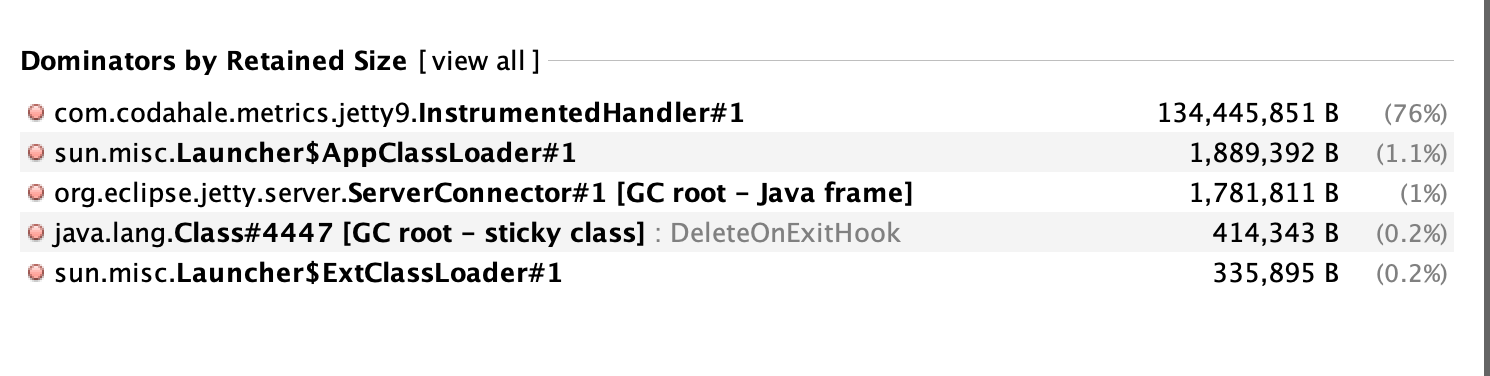 Dominators by Retained Size [ view all ]
com.codahale.metrics.jetty9.InstrumentedHandler#1 134,445,851 B (76%)
sun.misc.Launcher$AppClassLoader#1 1,889,392 B (1.1%)
org.eclipse.jetty.server.ServerConnector#1 [GC root - Java frame] 1,781,811 B (1%)
java.lang.Class#4447 [GC root - sticky class] : DeleteOnExitHook 414,343 B (0.2%)
sun.misc.Launcher$ExtClassLoader#1 335,895 B (0.2%)